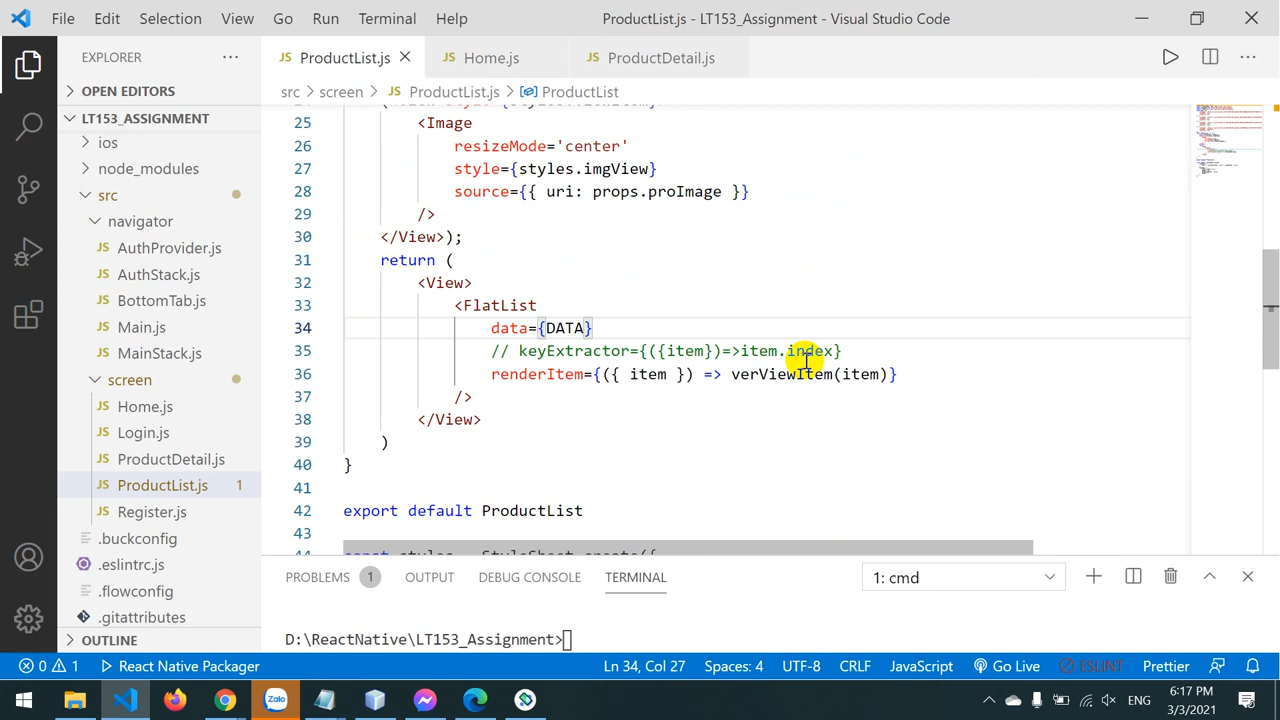 File Edit Selection View Go Run Terminal Help ProductList.js - LT153_Assignment - Visual Studio Code
EXPLORER
JS ProductList.js JS Home.js JS ProductDetail.js
OPEN EDITORS
src > screen > JS ProductList.js > ProductList
LT153_ASSIGNMENT
ios
node_modules
src
navigator
JS AuthProvider.js
JS AuthStack.js
JS BottomTab.js
JS Main.js
JS MainStack.js
screen
JS Home.js
JS Login.js
JS ProductDetail.js
JS ProductList.js 1
JS Register.js
.buckconfig
.eslintrc.js
.flowconfig
.gitattributes
OUTLINE
25 <Image
26 resizeMode='center'
27 style={styles.imgView}
28 source={{ uri: props.proImage }}
29 />
30 </View>);
31 return (
32 <View>
33 <FlatList
34 data={DATA}
35 // keyExtractor={({item})=>item.index}
36 renderItem={({ item }) => verViewItem(item)}
37 />
38 </View>
39 )
40 }
41
42 export default ProductList
43
44 const styles = StyleSheet.create({
PROBLEMS 1 OUTPUT DEBUG CONSOLE TERMINAL 1: cmd
D:\ReactNative\LT153_Assignment>
0 1 React Native Packager Ln 34, Col 27 Spaces: 4 UTF-8 CRLF JavaScript Go Live ESLINT Prettier
Zalo ENG 6:17 PM
3/3/2021